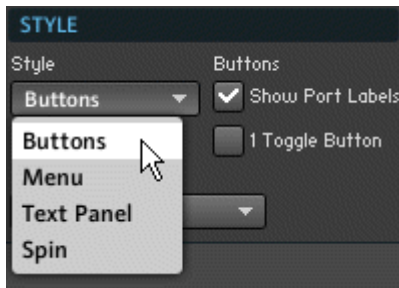 STYLE
Style
Buttons
Buttons
Show Port Labels
Buttons
1 Toggle Button
Menu
Text Panel
Spin